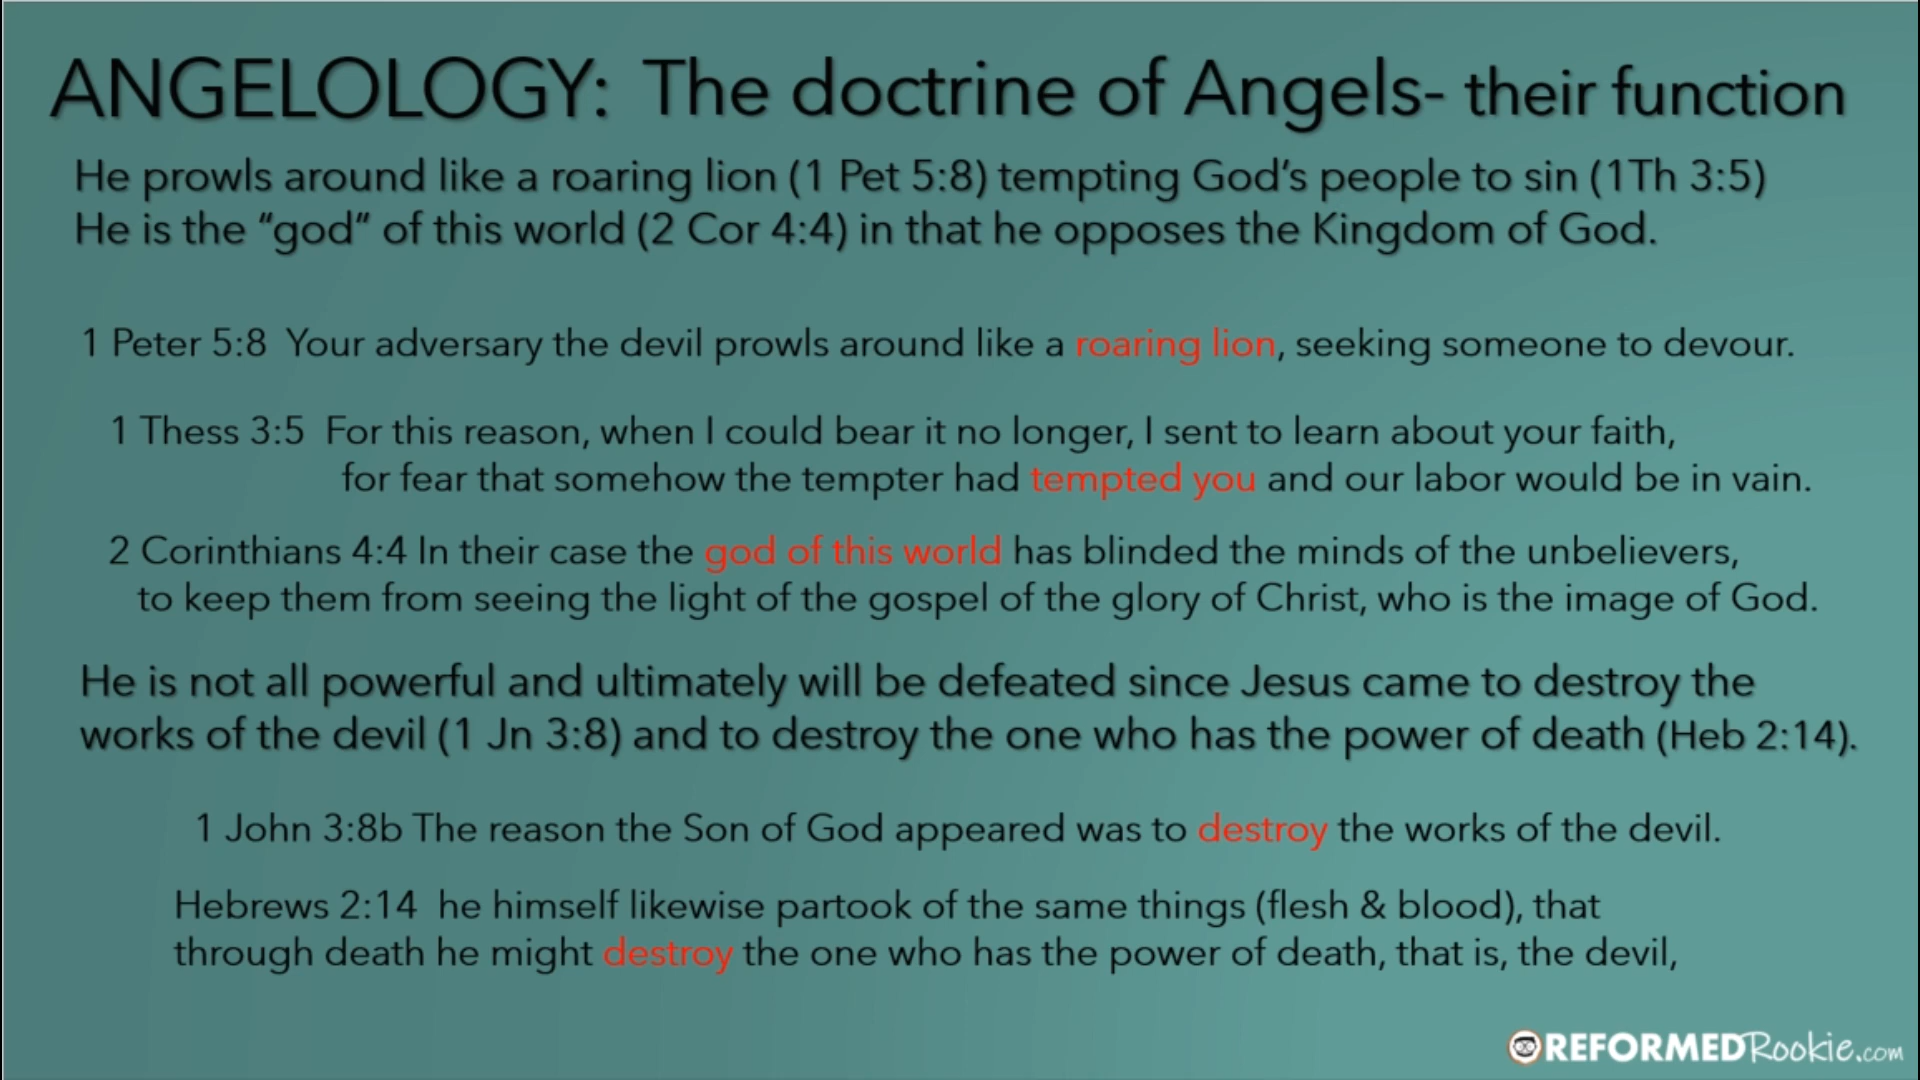 ANGELOLOGY: The doctrine of Angels- their function
He prowls around like a roaring lion (1 Pet 5:8) tempting God's people to sin (1Th 3:5)
He is the “god” of this world (2 Cor 4:4) in that he opposes the Kingdom of God.
1 Peter 5:8 Your adversary the devil prowls around like a roaring lion, seeking someone to devour.
1 Thess 3:5 For this reason, when I could bear it no longer, I sent to learn about your faith,
for fear that somehow the tempter had tempted you and our labor would be in vain.
2 Corinthians 4:4 In their case the god of this world has blinded the minds of the unbelievers,
to keep them from seeing the light of the gospel of the glory of Christ, who is the image of God.
He is not all powerful and ultimately will be defeated since Jesus came to destroy the
works of the devil (1 Jn 3:8) and to destroy the one who has the power of death (Heb 2:14).
1 John 3:8b The reason the Son of God appeared was to destroy the works of the devil.
Hebrews 2:14 he himself likewise partook of the same things (flesh & blood), that
through death he might destroy the one who has the power of death, that is, the devil,
REFORMEDRookie.com